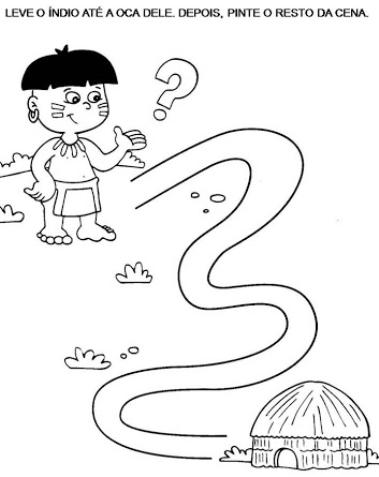 LEVE O ÍNDIO ATÉ A OCA DELE. DEPOIS, PINTE O RESTO DA CENA.
?